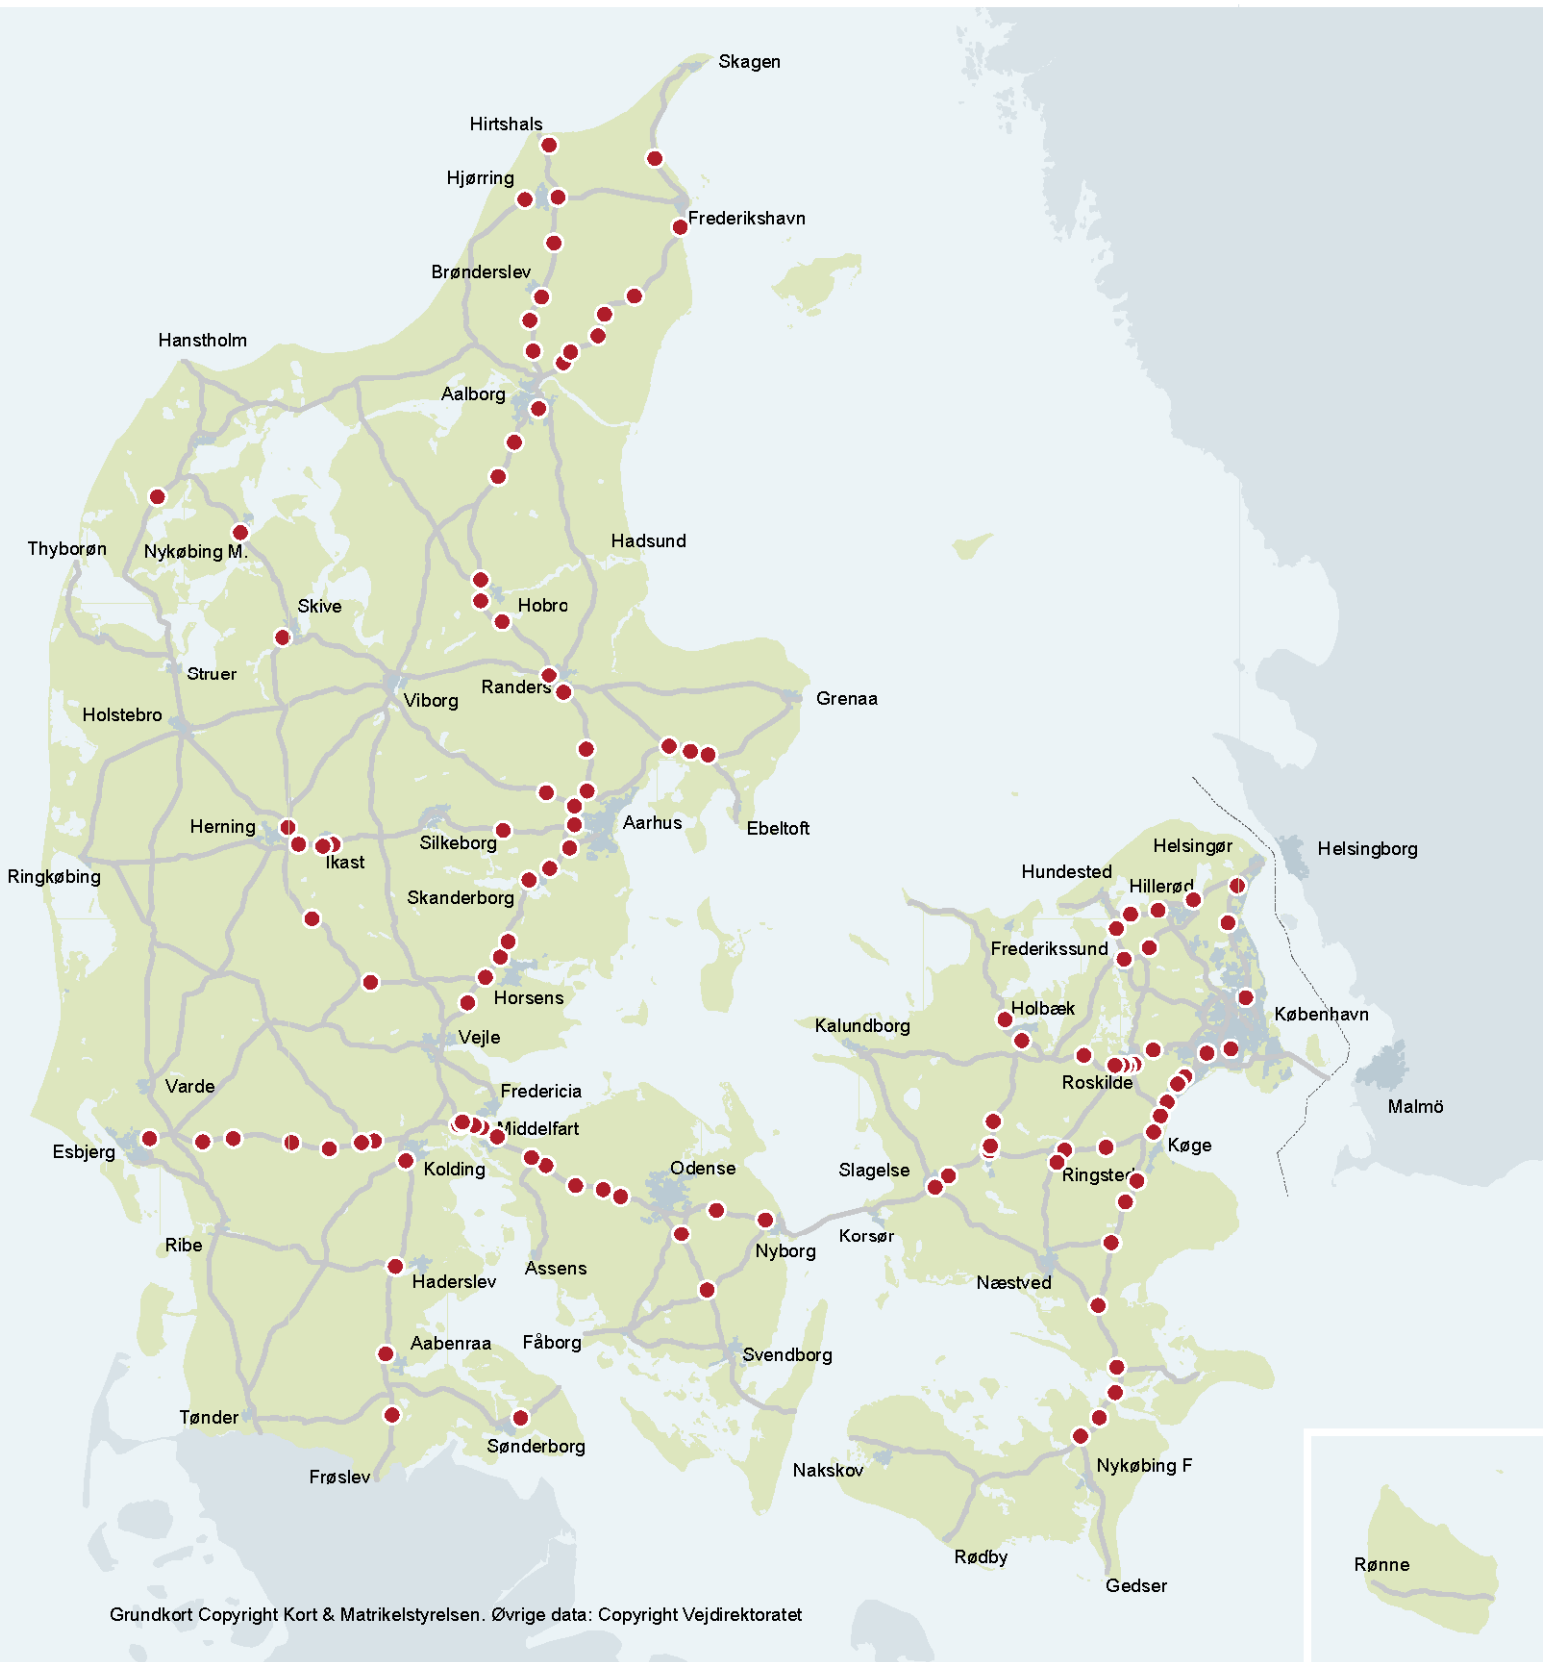 Skagen
Hirtshals
Hjørring
Frederikshavn
Brønderslev
Hanstholm
Aalborg
Thyborøn
Nykøbing M.
Hadsund
Skive
Hobro
Struer
Viborg
Randers
Grenaa
Holstebro
Herning
Ikast
Silkeborg
Aarhus
Ebeltoft
Ringkøbing
Skanderborg
Helsingør
Helsingborg
Hundested
Hillerød
Frederikssund
Horsens
Holbæk
København
Kalundborg
Vejle
Varde
Fredericia
Roskilde
Malmö
Middelfart
Esbjerg
Kolding
Odense
Slagelse
Ringsted
Køge
Ribe
Nyborg
Korsør
Haderslev
Assens
Næstved
Aabenraa
Fåborg
Svendborg
Tønder
Sønderborg
Frøslev
Nakskov
Nykøbing F
Rødby
Gedser
Rønne
Grundkort Copyright Kort & Matrikelstyrelsen. Øvrige data: Copyright Vejdirektoratet